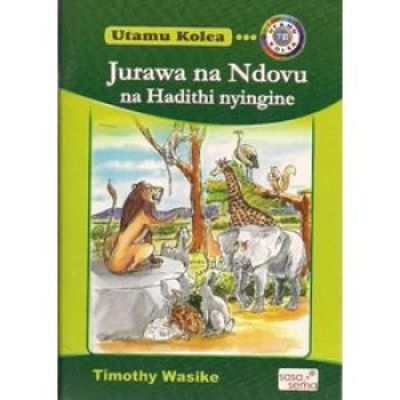 Utamu Kolea
Jurawa na Ndovu
na Hadithi nyingine
Timothy Wasike
sasa
sema